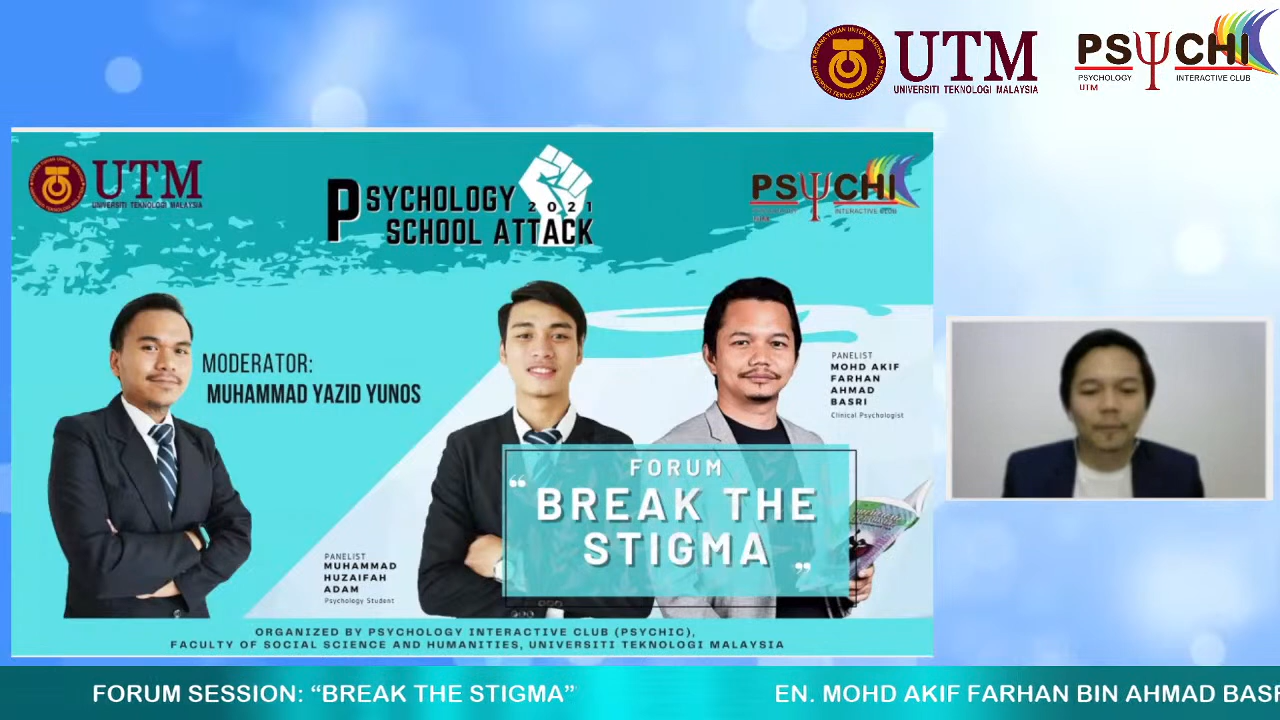 UTM
UNIVERSITI TEKNOLOGI MALAYSIA
PSΨCHI
PSYCHOLOGY INTERACTIVE CLUB
UTM
UTM
UNIVERSITI TEKNOLOGI MALAYSIA
PSYCHOLOGY
2021
SCHOOL ATTACK
PSΨCHI
INTERACTIVE CLUB
MODERATOR:
MUHAMMAD YAZID YUNOS
PANELIST
MOHD AKIF
FARHAN
AHMAD
BASRI
Clinical Psychologist
FORUM
“BREAK THE
STIGMA”
PANELIST
MUHAMMAD
HUZAIFAH
ADAM
Psychology Student
ORGANIZED BY PSYCHOLOGY INTERACTIVE CLUB (PSYCHIC),
FACULTY OF SOCIAL SCIENCE AND HUMANITIES, UNIVERSITI TEKNOLOGI MALAYSIA
FORUM SESSION: “BREAK THE STIGMA” EN. MOHD AKIF FARHAN BIN AHMAD